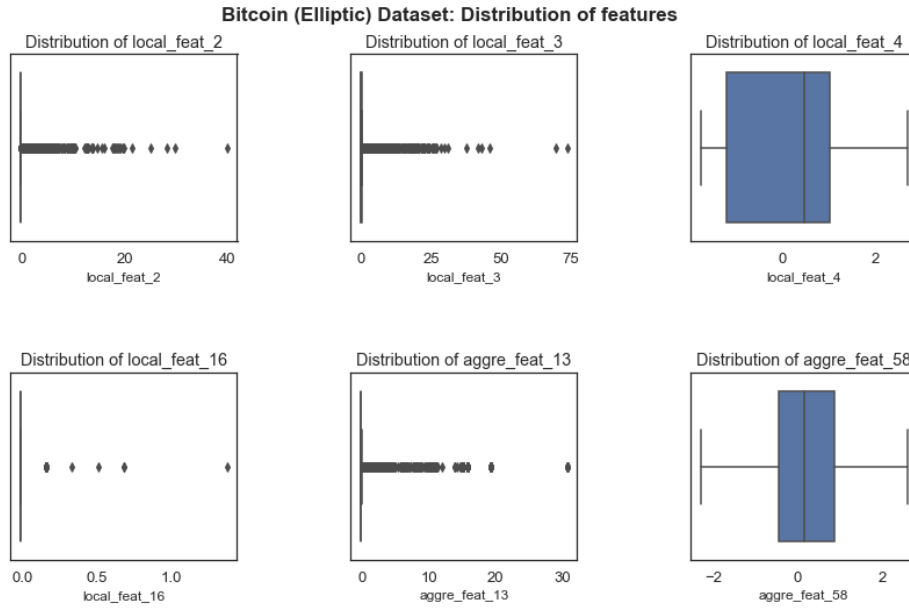 Bitcoin (Elliptic) Dataset: Distribution of features
Distribution of local_feat_2
Distribution of local_feat_3
Distribution of local_feat_4
0 20 40
local_feat_2
0 25 50 75
local_feat_3
0 2
local_feat_4
Distribution of local_feat_16
Distribution of aggre_feat_13
Distribution of aggre_feat_58
0.0 0.5 1.0
local_feat_16
0 10 20 30
aggre_feat_13
−2 0 2
aggre_feat_58